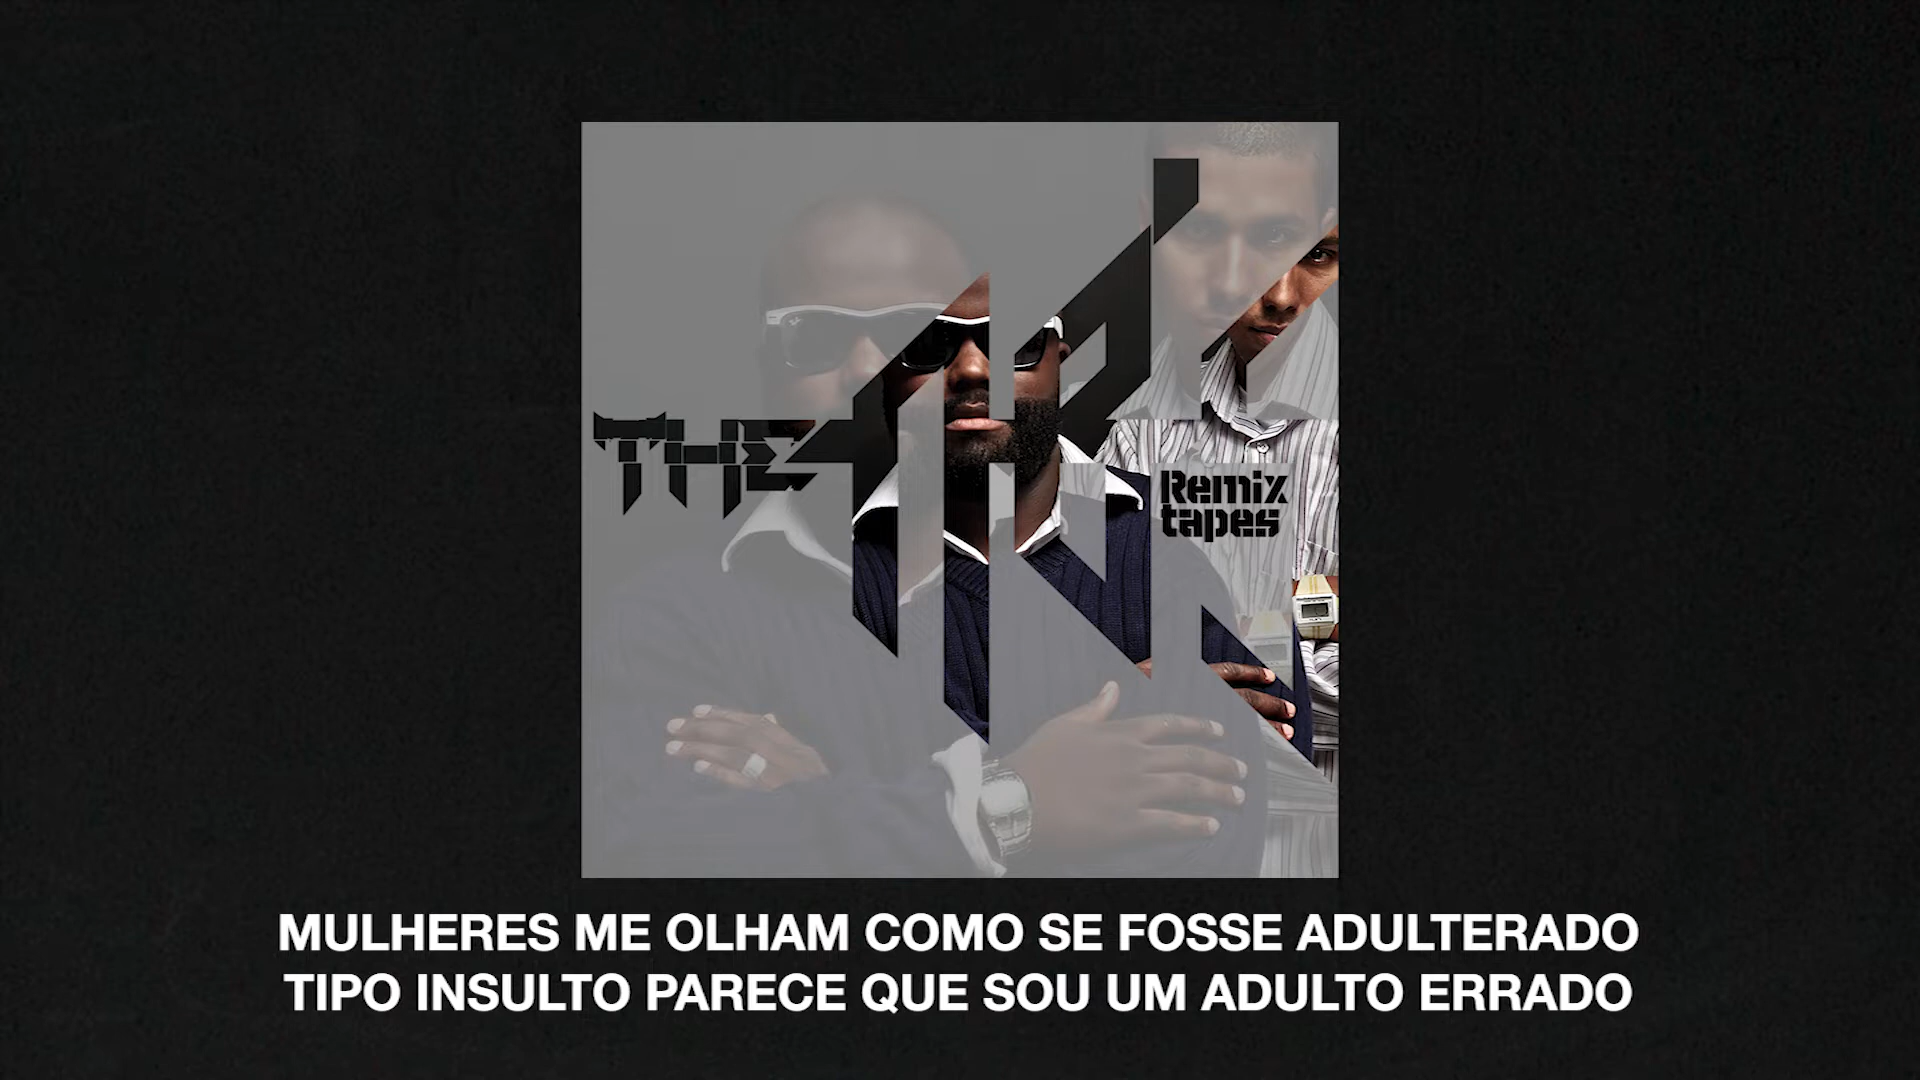 THE
Remix
tapes
MULHERES ME OLHAM COMO SE FOSSE ADULTERADO
TIPO INSULTO PARECE QUE SOU UM ADULTO ERRADO